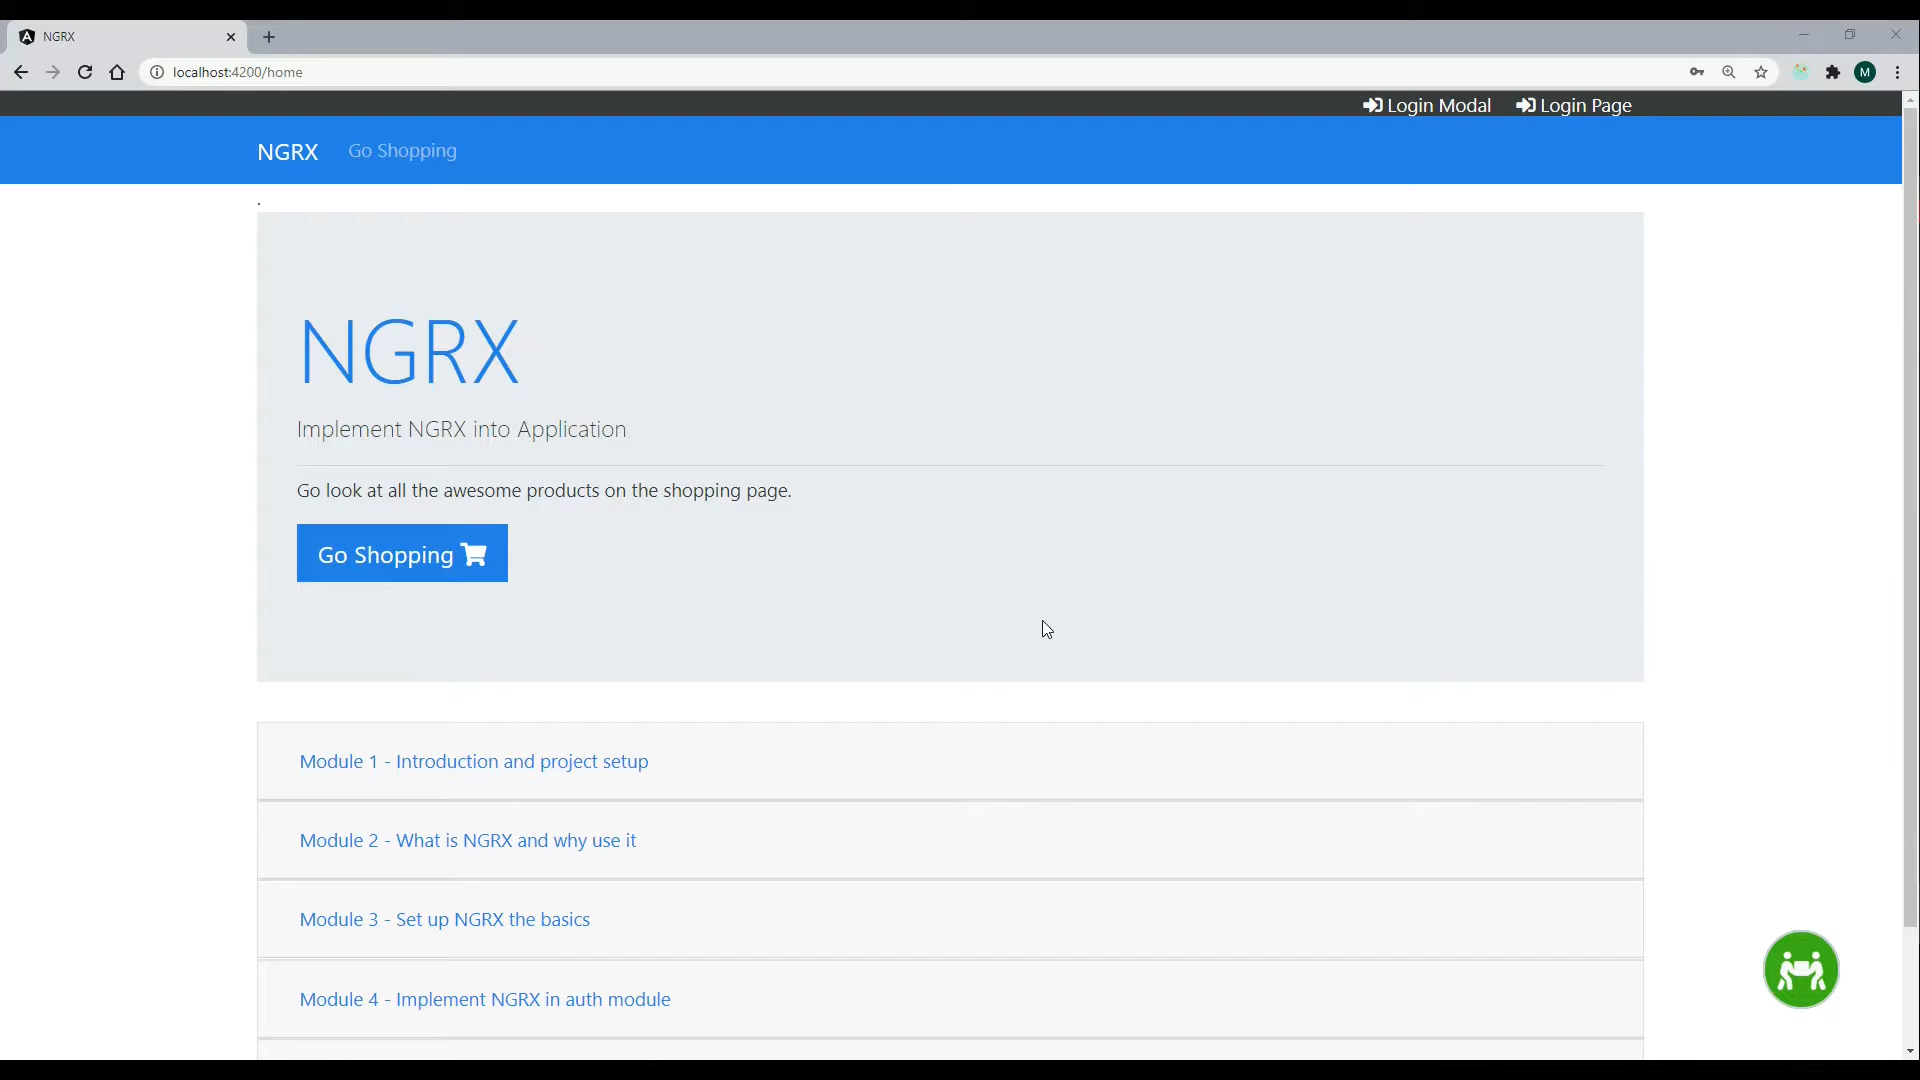 NGRX
localhost:4200/home
M
Login Modal Login Page
NGRX Go Shopping
.
NGRX
Implement NGRX into Application
Go look at all the awesome products on the shopping page.
Go Shopping
Module 1 - Introduction and project setup
Module 2 - What is NGRX and why use it
Module 3 - Set up NGRX the basics
Module 4 - Implement NGRX in auth module